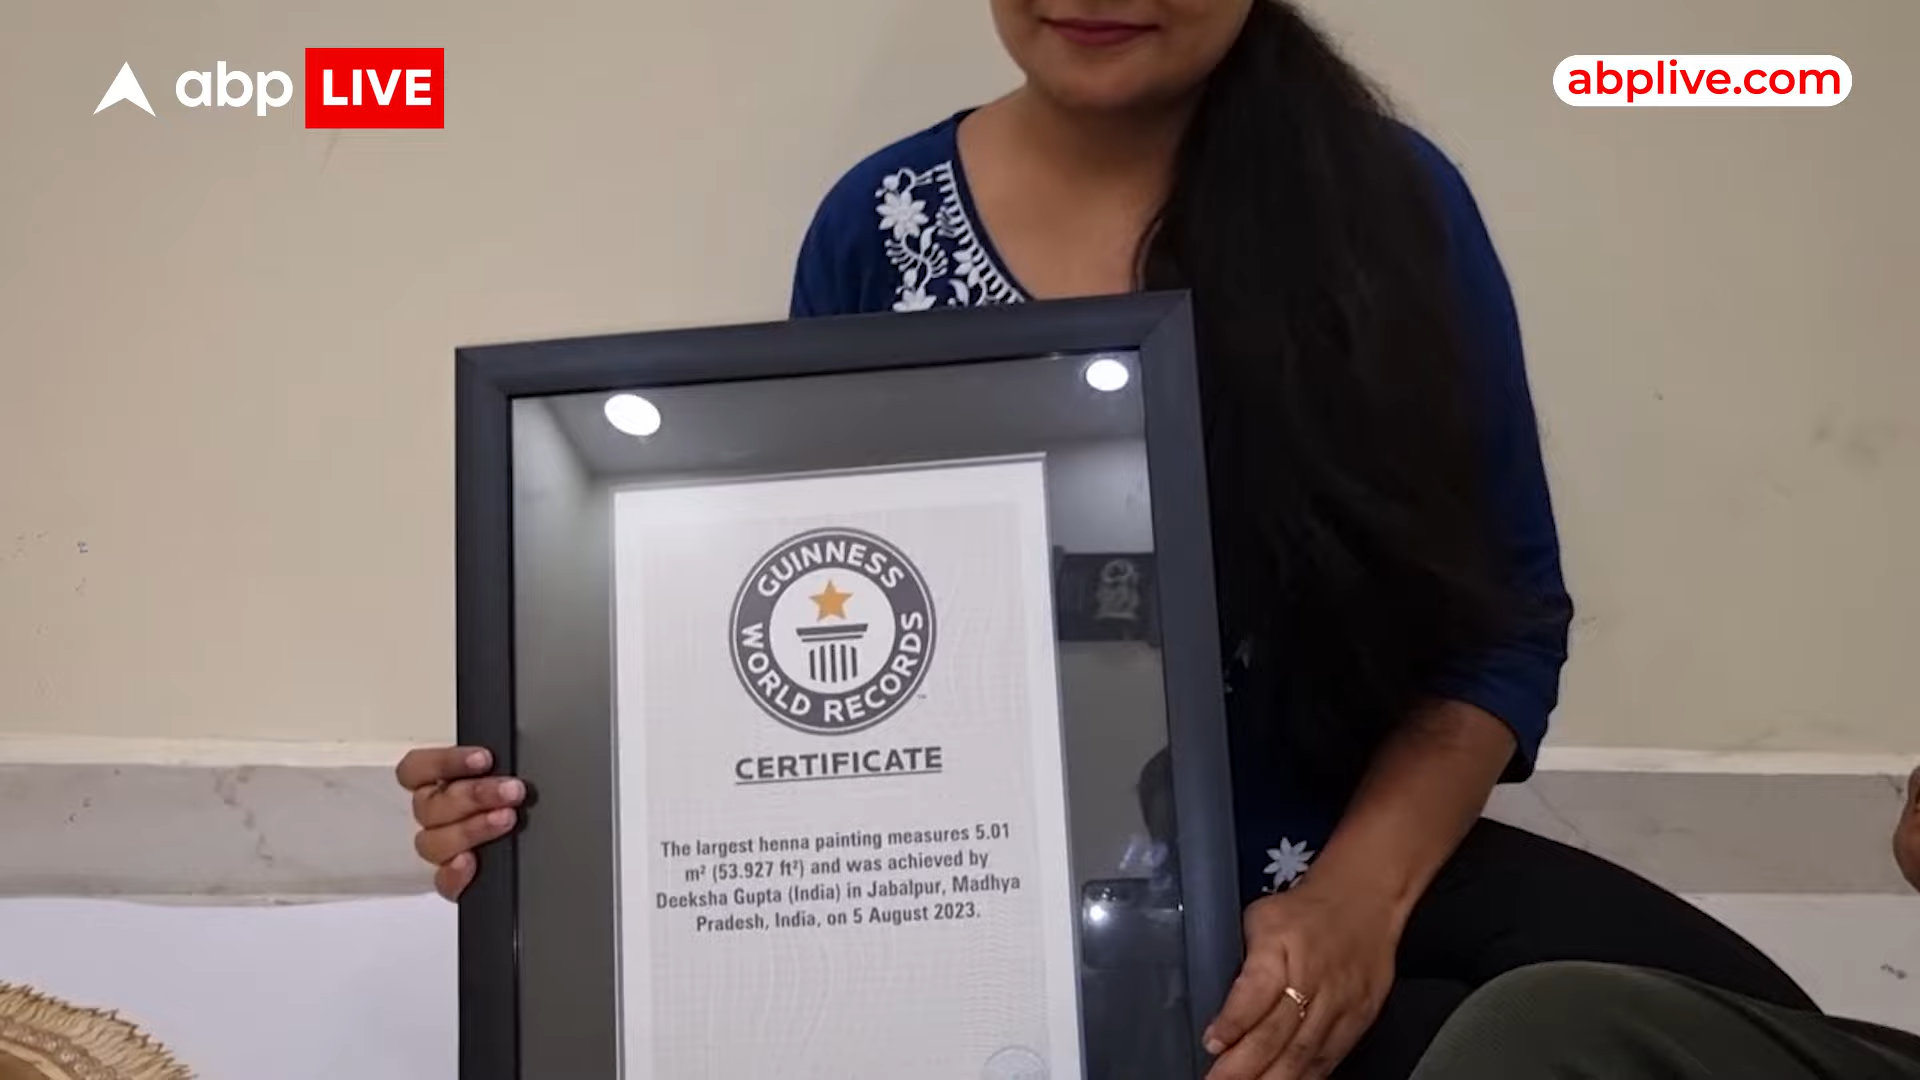 abp LIVE
abplive.com
GUINNESS
WORLD RECORDS
™
CERTIFICATE
The largest henna painting measures 5.01
m² (53.927 ft²) and was achieved by
Deeksha Gupta (India) in Jabalpur, Madhya
Pradesh, India, on 5 August 2023.